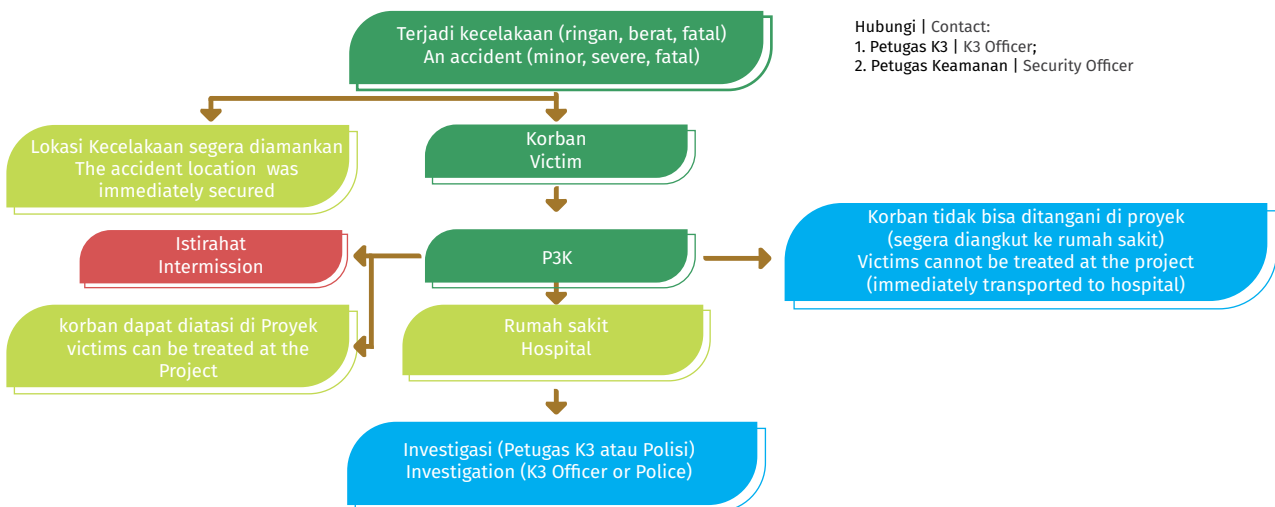 Terjadi kecelakaan (ringan, berat, fatal)
An accident (minor, severe, fatal)
Hubungi | Contact:
1. Petugas K3 | K3 Officer;
2. Petugas Keamanan | Security Officer
Lokasi Kecelakaan segera diamankan
The accident location was
immediately secured
Korban
Victim
Istirahat
Intermission
P3K
Korban tidak bisa ditangani di proyek
(segera diangkut ke rumah sakit)
Victims cannot be treated at the project
(immediately transported to hospital)
korban dapat diatasi di Proyek
victims can be treated at the
Project
Rumah sakit
Hospital
Investigasi (Petugas K3 atau Polisi)
Investigation (K3 Officer or Police)